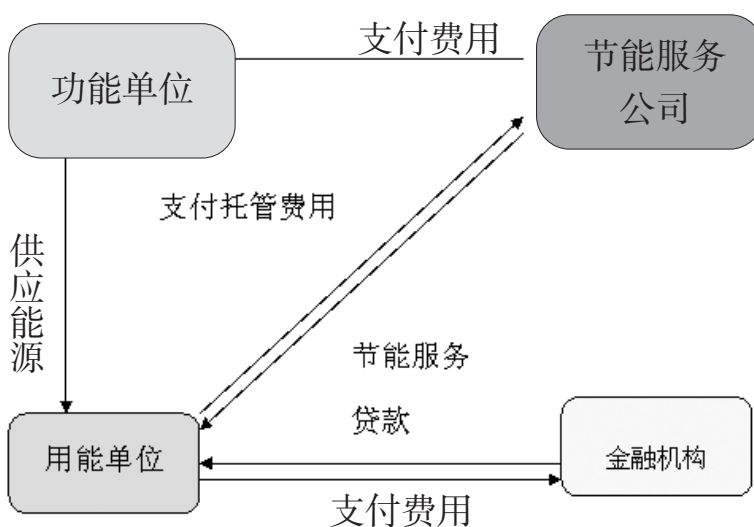 支付费用
功能单位
节能服务
公司
支付托管费用
供应能源
节能服务
贷款
用能单位
金融机构
支付费用